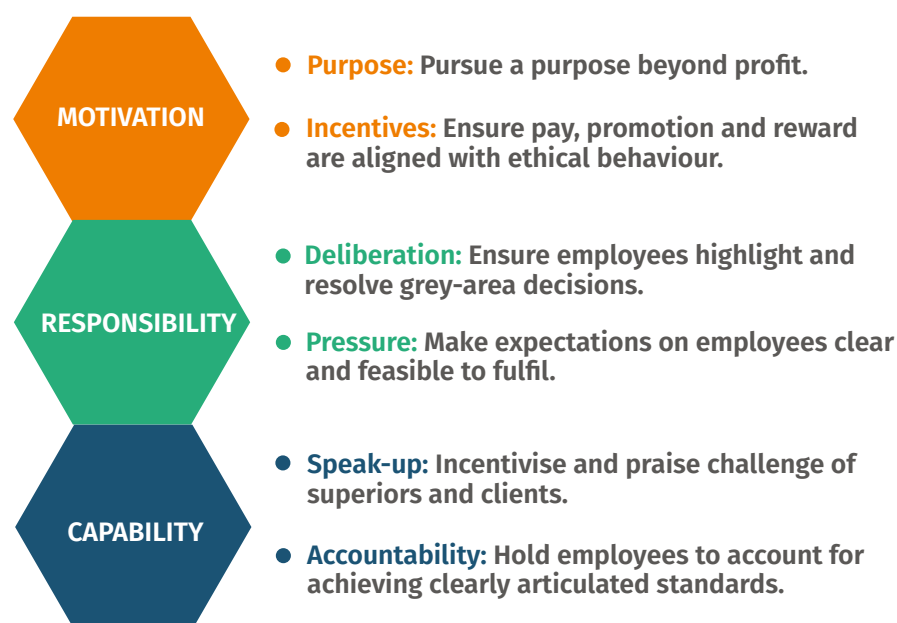 MOTIVATION
Purpose: Pursue a purpose beyond profit.
Incentives: Ensure pay, promotion and reward
are aligned with ethical behaviour.
RESPONSIBILITY
Deliberation: Ensure employees highlight and
resolve grey-area decisions.
Pressure: Make expectations on employees clear
and feasible to fulfil.
CAPABILITY
Speak-up: Incentivise and praise challenge of
superiors and clients.
Accountability: Hold employees to account for
achieving clearly articulated standards.